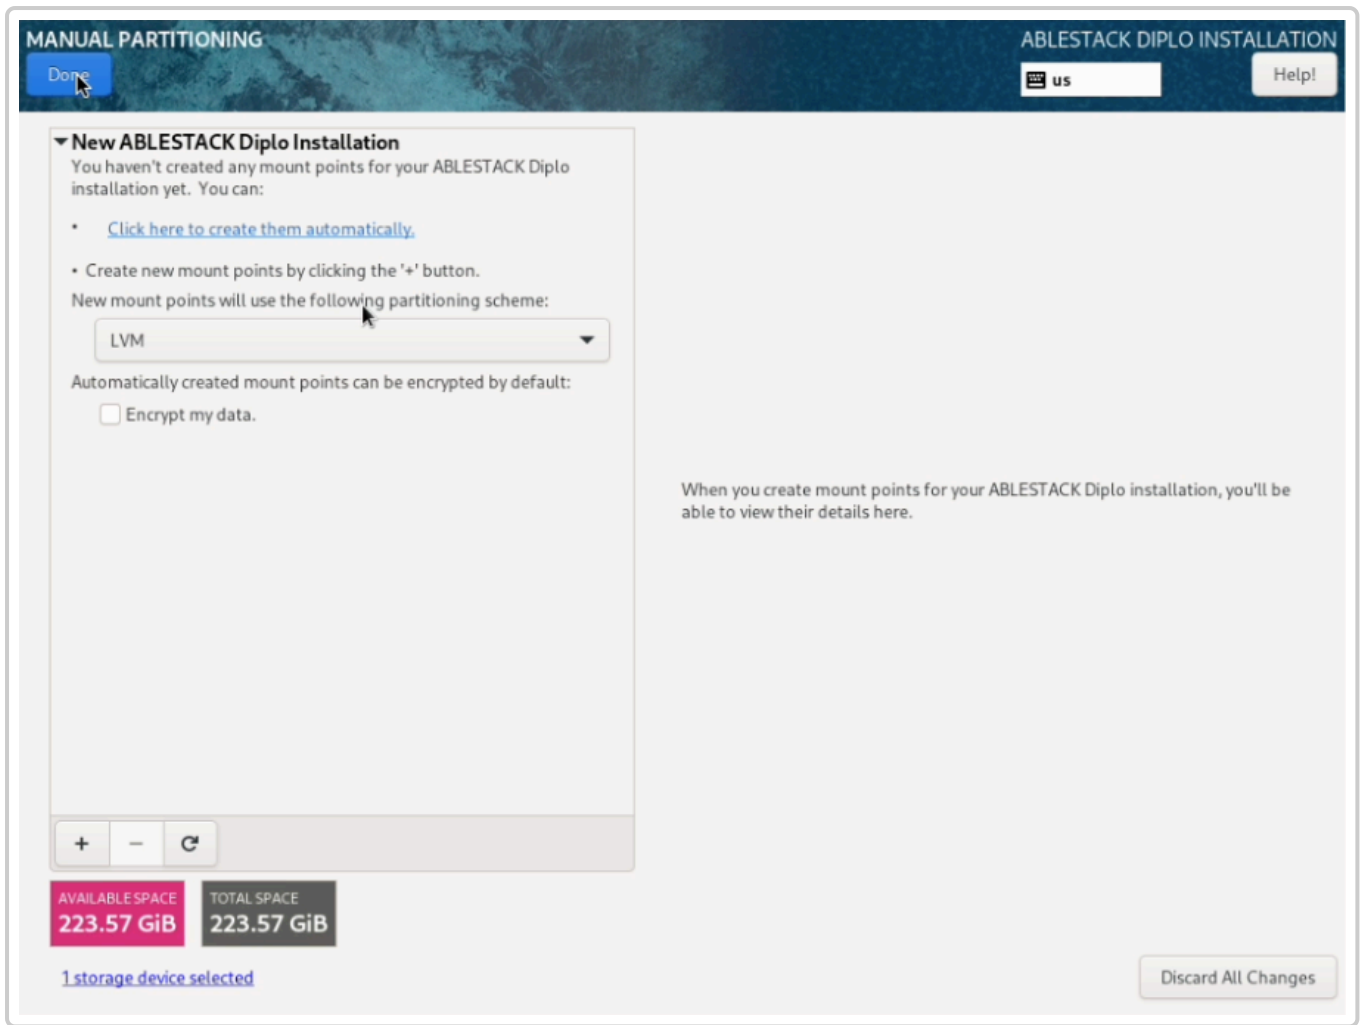 MANUAL PARTITIONING
ABLESTACK DIPLO INSTALLATION
Done
us
Help!
New ABLESTACK Diplo Installation
You haven't created any mount points for your ABLESTACK Diplo
installation yet. You can:
• Click here to create them automatically.
• Create new mount points by clicking the '+' button.
New mount points will use the following partitioning scheme:
LVM
Automatically created mount points can be encrypted by default:
Encrypt my data.
When you create mount points for your ABLESTACK Diplo installation, you'll be
able to view their details here.
+ −
AVAILABLE SPACE
223.57 GiB
TOTAL SPACE
223.57 GiB
1 storage device selected
Discard All Changes